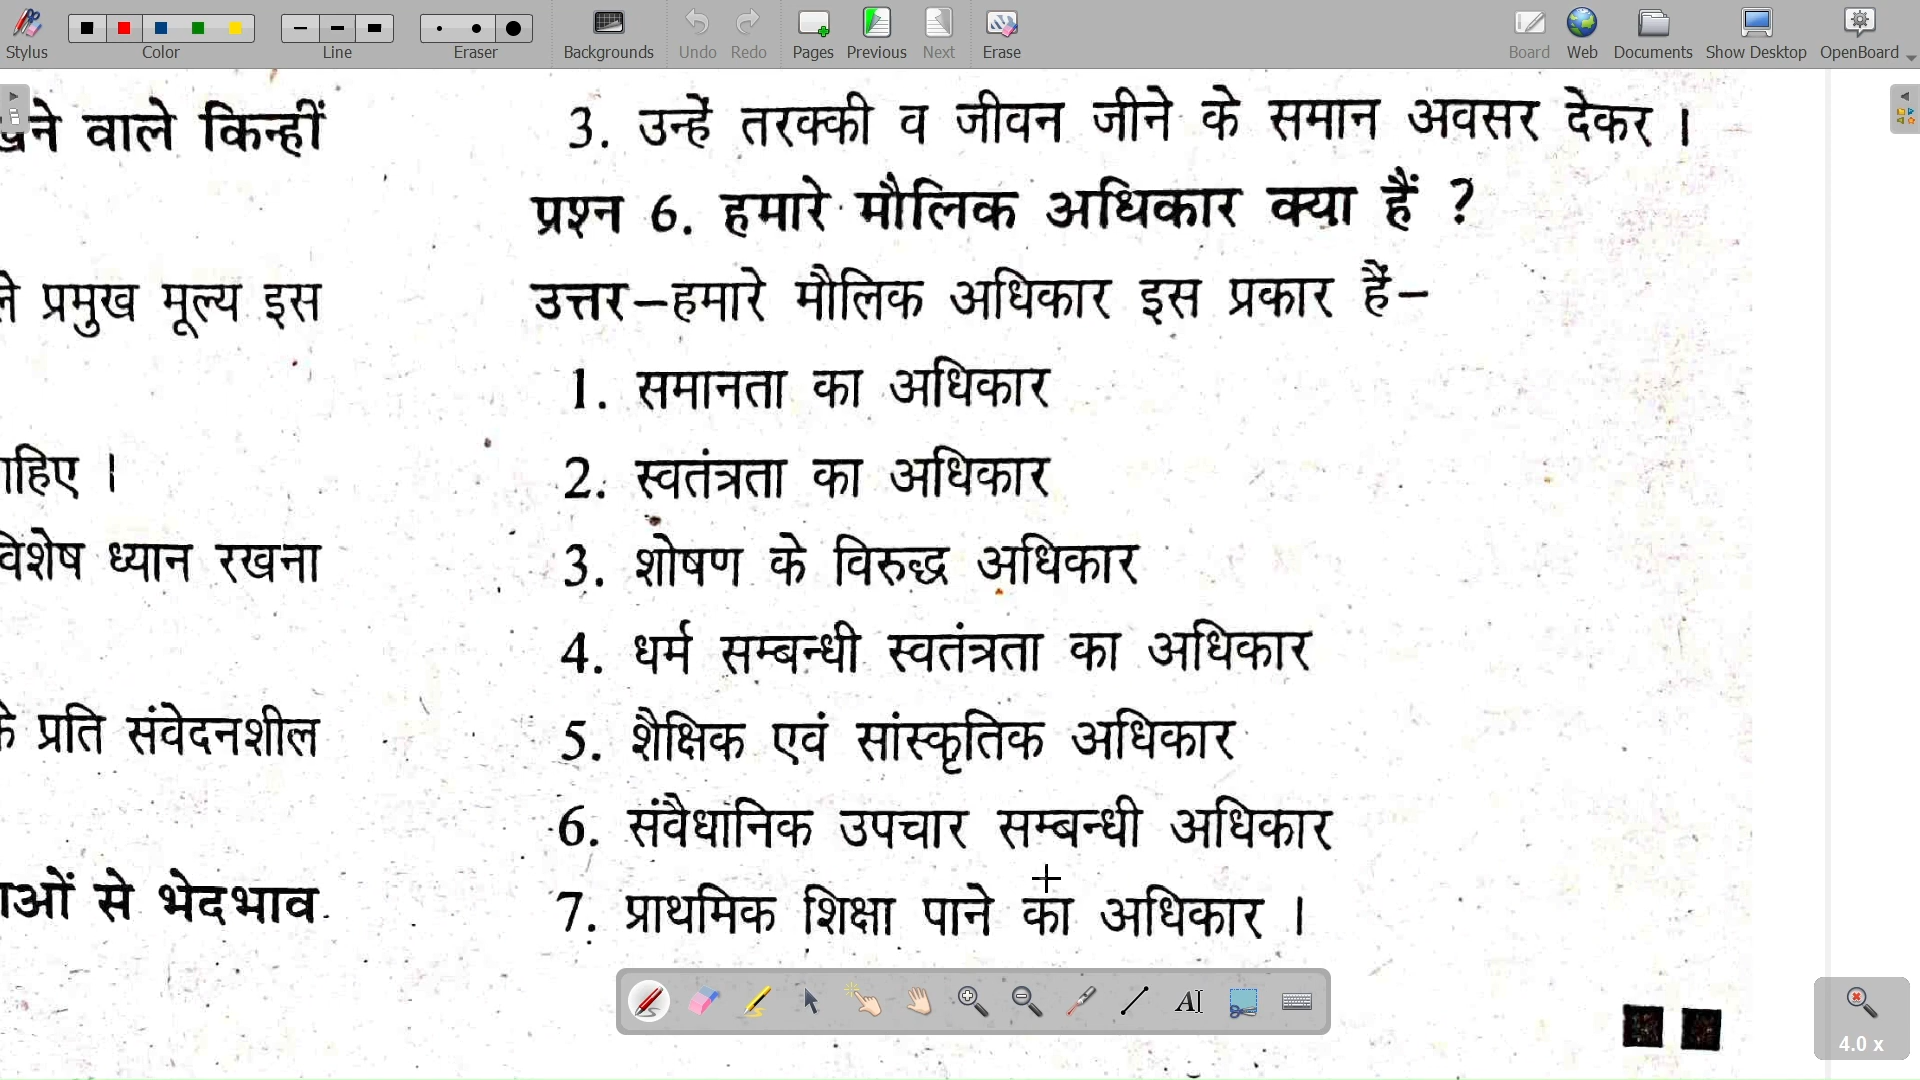 Stylus
Color
Line
Eraser
Backgrounds
Undo
Redo
Pages
Previous
Next
Erase
Board
Web
Documents
Show Desktop
OpenBoard
वाले किन्हीं
प्रमुख मूल्य इस
विशेष ध्यान रखना
प्रति संवेदनशील
से भेदभाव
3. उन्हें तरक्की व जीवन जीने के समान अवसर देकर ।
प्रश्न 6. हमारे मौलिक अधिकार क्या हैं ?
उत्तर–हमारे मौलिक अधिकार इस प्रकार हैं–
1. समानता का अधिकार
2. स्वतंत्रता का अधिकार
3. शोषण के विरुद्ध अधिकार
4. धर्म सम्बन्धी स्वतंत्रता का अधिकार
5. शैक्षिक एवं सांस्कृतिक अधिकार
6. संवैधानिक उपचार सम्बन्धी अधिकार
7. प्राथमिक शिक्षा पाने का अधिकार ।
4.0 x